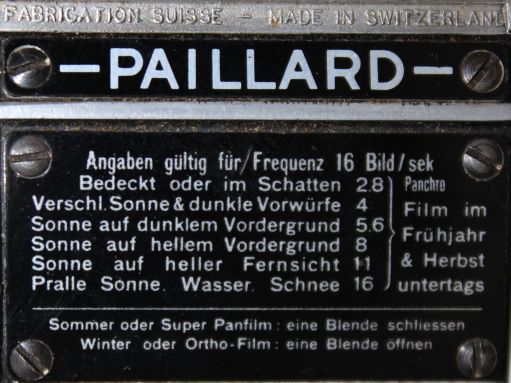 FABRICATION SUISSE - MADE IN SWITZERLAND
— PAILLARD —
Angaben gültig für/Frequenz 16 Bild/sek
Bedeckt oder im Schatten 2.8
Verschl. Sonne & dunkle Vorwürfe 4
Sonne auf dunklem Vordergrund 5.6
Sonne auf hellem Vordergrund 8
Sonne auf heller Fernsicht 11
Pralle Sonne. Wasser. Schnee 16
Panchro
Film im
Frühjahr
& Herbst
untertags
Sommer oder Super Panfilm : eine Blende schliessen
Winter oder Ortho-Film : eine Blende öffnen